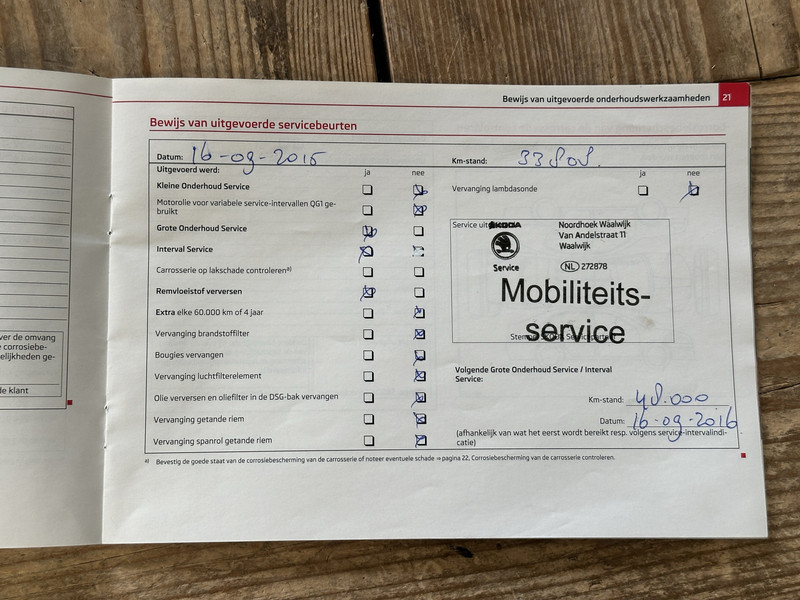 Bewijs van uitgevoerde onderhoudswerkzaamheden 21
Bewijs van uitgevoerde servicebeurten
Datum: 16-09-2015
Km-stand:
Uitgevoerd werd: ja nee
ja nee
Kleine Onderhoud Service
Vervanging lambdasonde
Motorolie voor variabele service-intervallen QG1 ge-
bruikt
Grote Onderhoud Service
Interval Service
Carrosserie op lakschade controleren a)
Remvloeistof verversen
Extra elke 60.000 km of 4 jaar
Vervanging brandstoffilter
Bougies vervangen
Vervanging luchtfilterelement
Olie verversen en oliefilter in de DSG-bak vervangen
Vervanging getande riem
Vervanging spanrol getande riem
Service
ŠKODA
Service
Noordhoek Waalwijk
Van Andelstraat 11
Waalwijk
NL 272878
Mobiliteits-
service
Volgende Grote Onderhoud Service / Interval
Service:
Km-stand: 48.000
Datum: 16-09-2016
(afhankelijk van wat het eerst wordt bereikt resp. volgens service-intervalindi-
catie)
a) Bevestig de goede staat van de corrosiebescherming van de carrosserie of noteer eventuele schade ⇒ pagina 22, Corrosiebescherming van de carrosserie controleren.
ver de omvang
corrosiebe-
elijkheden ge-
de klant